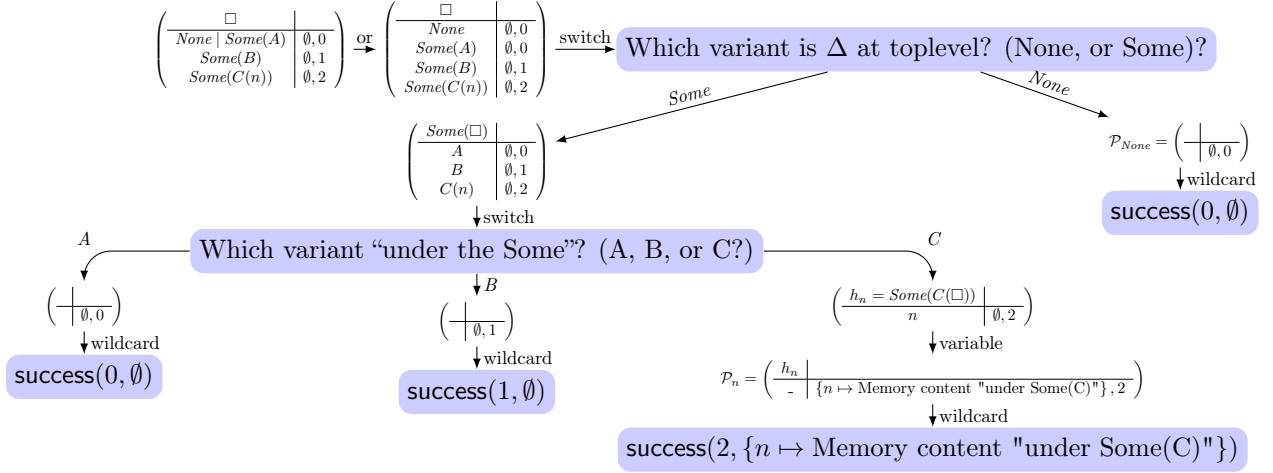 □
None | Some(A) ∅, 0
Some(B) ∅, 1
Some(C(n)) ∅, 2
or
□
None ∅, 0
Some(A) ∅, 0
Some(B) ∅, 1
Some(C(n)) ∅, 2
switch
Which variant is Δ at toplevel? (None, or Some)?
Some
None
Some(□)
A ∅, 0
B ∅, 1
C(n) ∅, 2
𝒫_None = ( ∅, 0 )
wildcard
success(0, ∅)
switch
Which variant “under the Some”? (A, B, or C?)
A
B
C
∅, 0
wildcard
success(0, ∅)
∅, 1
wildcard
success(1, ∅)
h_n = Some(C(□))
n ∅, 2
variable
𝒫_n = ( h_n
- {n ↦ Memory content "under Some(C)"}, 2 )
wildcard
success(2, {n ↦ Memory content "under Some(C)"})